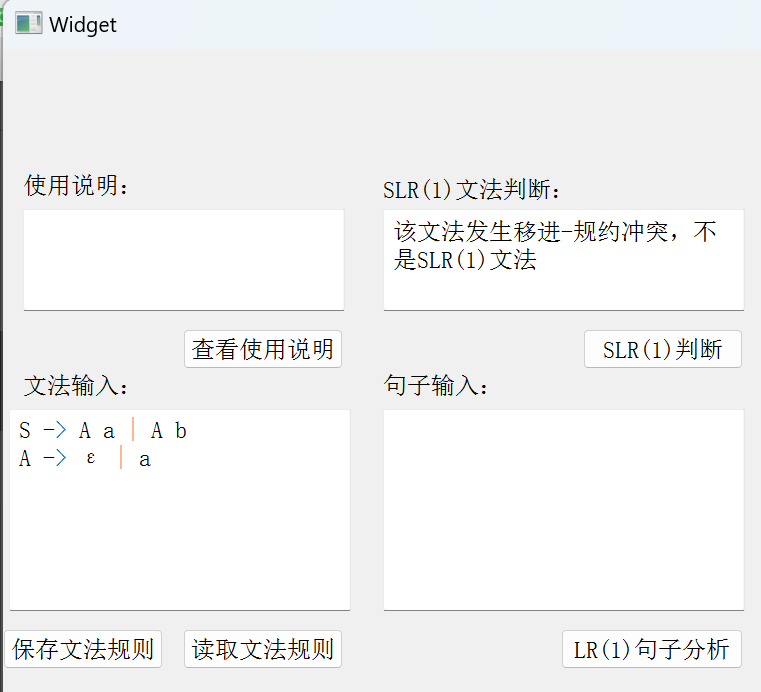 Widget
使用说明:
SLR(1)文法判断:
该文法发生移进-规约冲突，不
是SLR(1)文法
查看使用说明
SLR(1)判断
文法输入:
句子输入:
S -> A a | A b
A -> ε | a
保存文法规则
读取文法规则
LR(1)句子分析